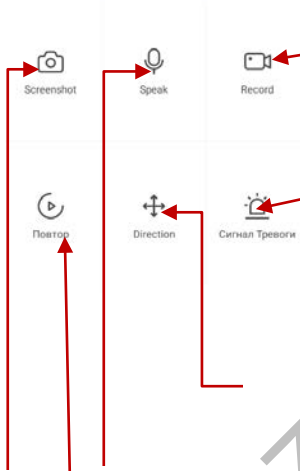 Screenshot
Speak
Record
Повтор
Direction
Сигнал Тревоги